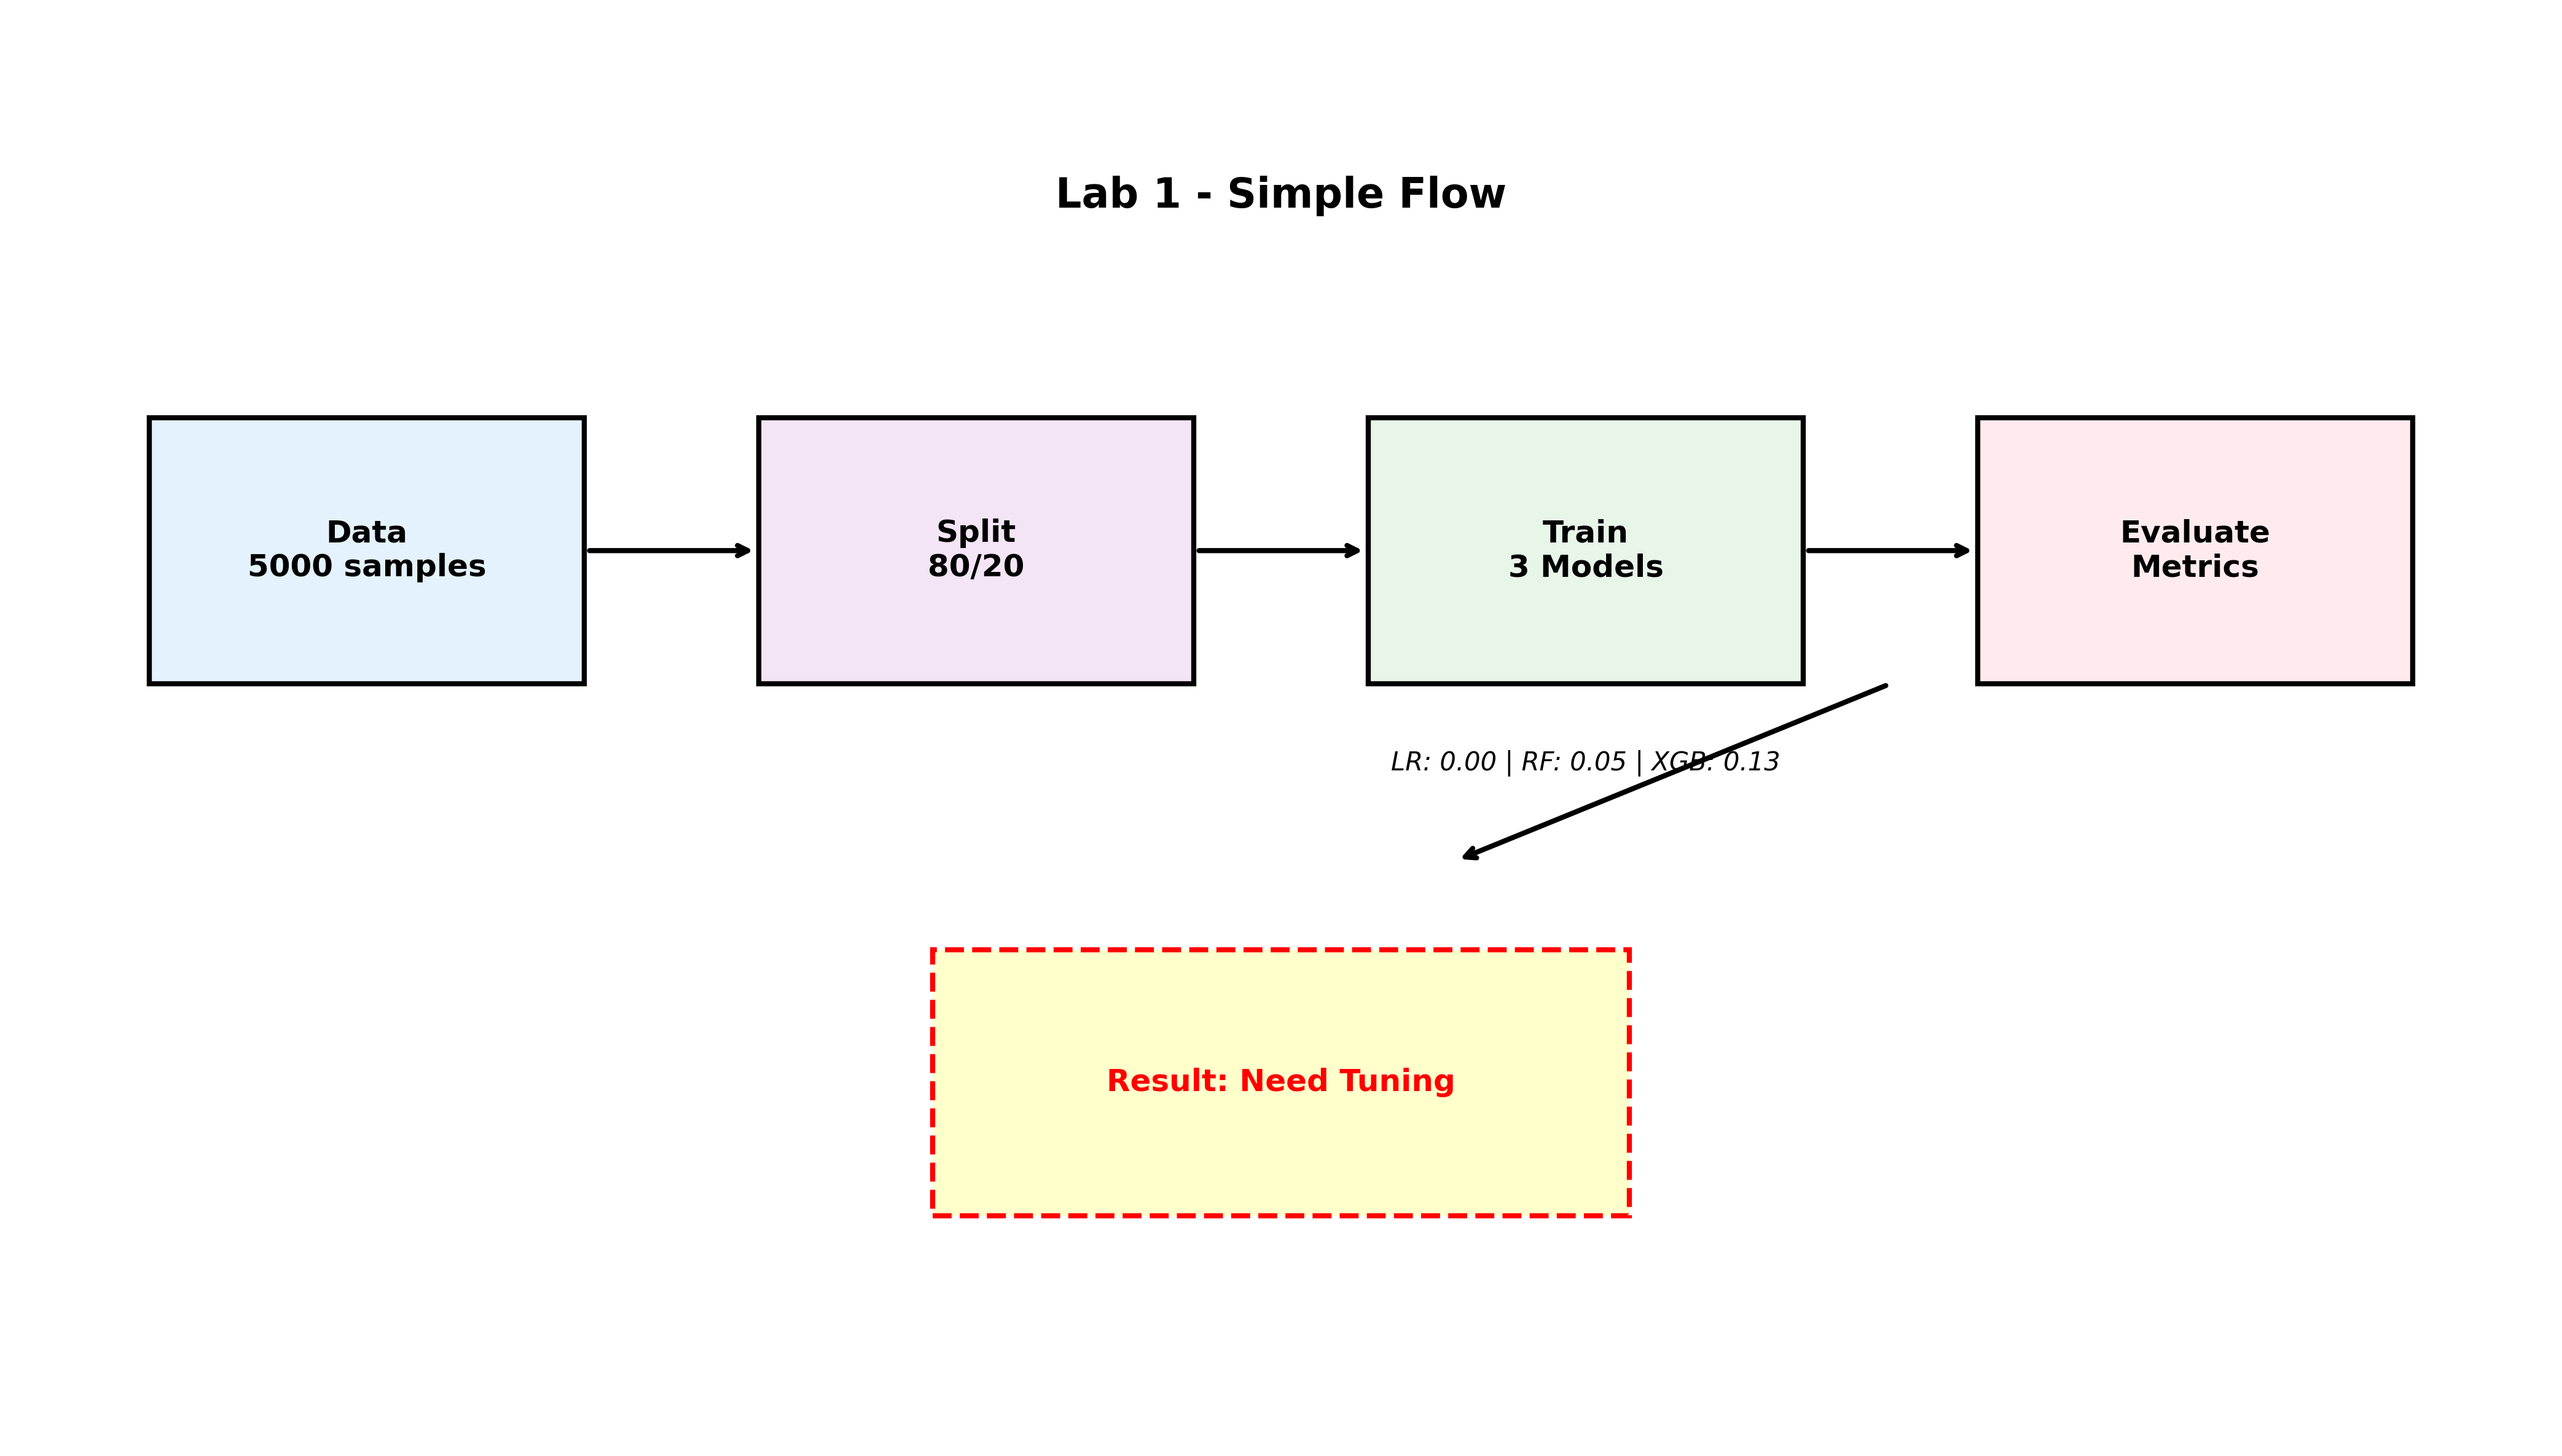 Lab 1 - Simple Flow
Data
5000 samples
Split
80/20
Train
3 Models
Evaluate
Metrics
LR: 0.00 | RF: 0.05 | XGB: 0.13
Result: Need Tuning